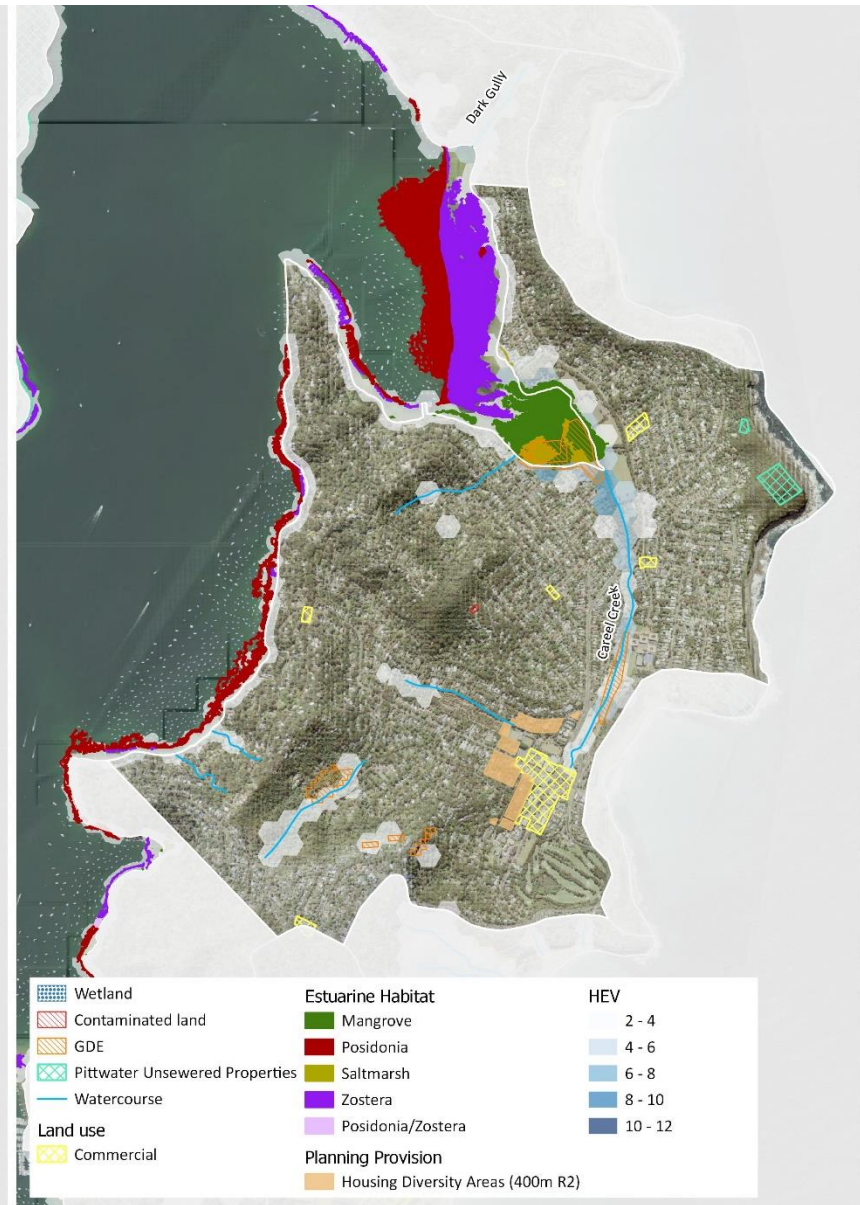 Dark Gully
Careel Creek
Wetland
Contaminated land
GDE
Pittwater Unsewered Properties
Watercourse
Land use
Commercial
Estuarine Habitat
Mangrove
Posidonia
Saltmarsh
Zostera
Posidonia/Zostera
Planning Provision
Housing Diversity Areas (400m R2)
HEV
2 - 4
4 - 6
6 - 8
8 - 10
10 - 12